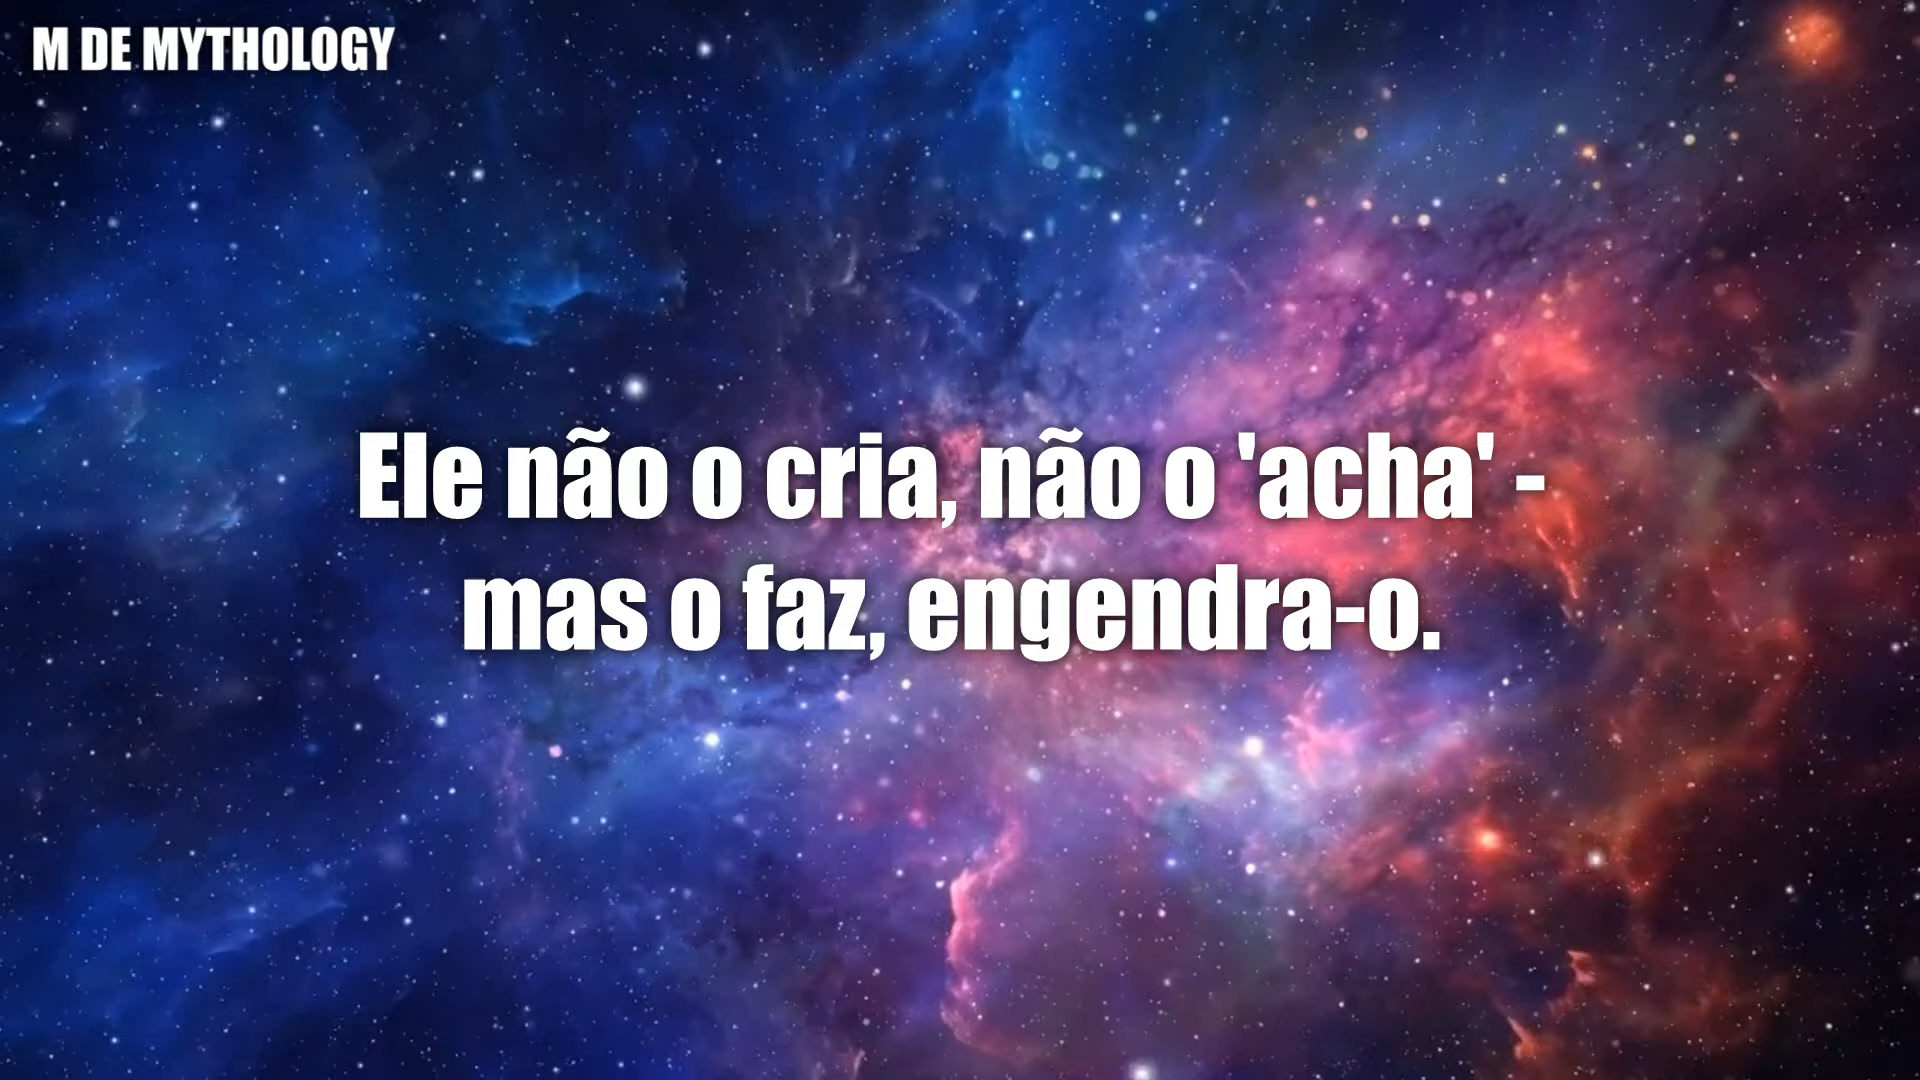 M DE MYTHOLOGY
Ele não o cria, não o 'acha' -
mas o faz, engendra-o.